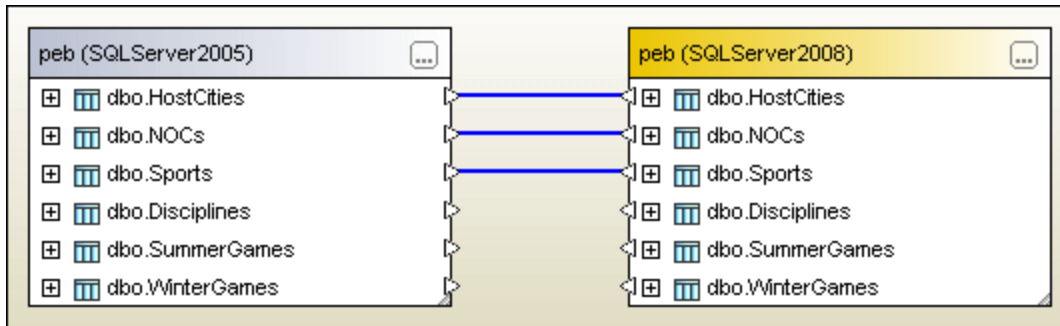 peb (SQLServer2005)
...
dbo.HostCities
dbo.NOCs
dbo.Sports
dbo.Disciplines
dbo.SummerGames
dbo.WinterGames
peb (SQLServer2008)
...
dbo.HostCities
dbo.NOCs
dbo.Sports
dbo.Disciplines
dbo.SummerGames
dbo.WinterGames